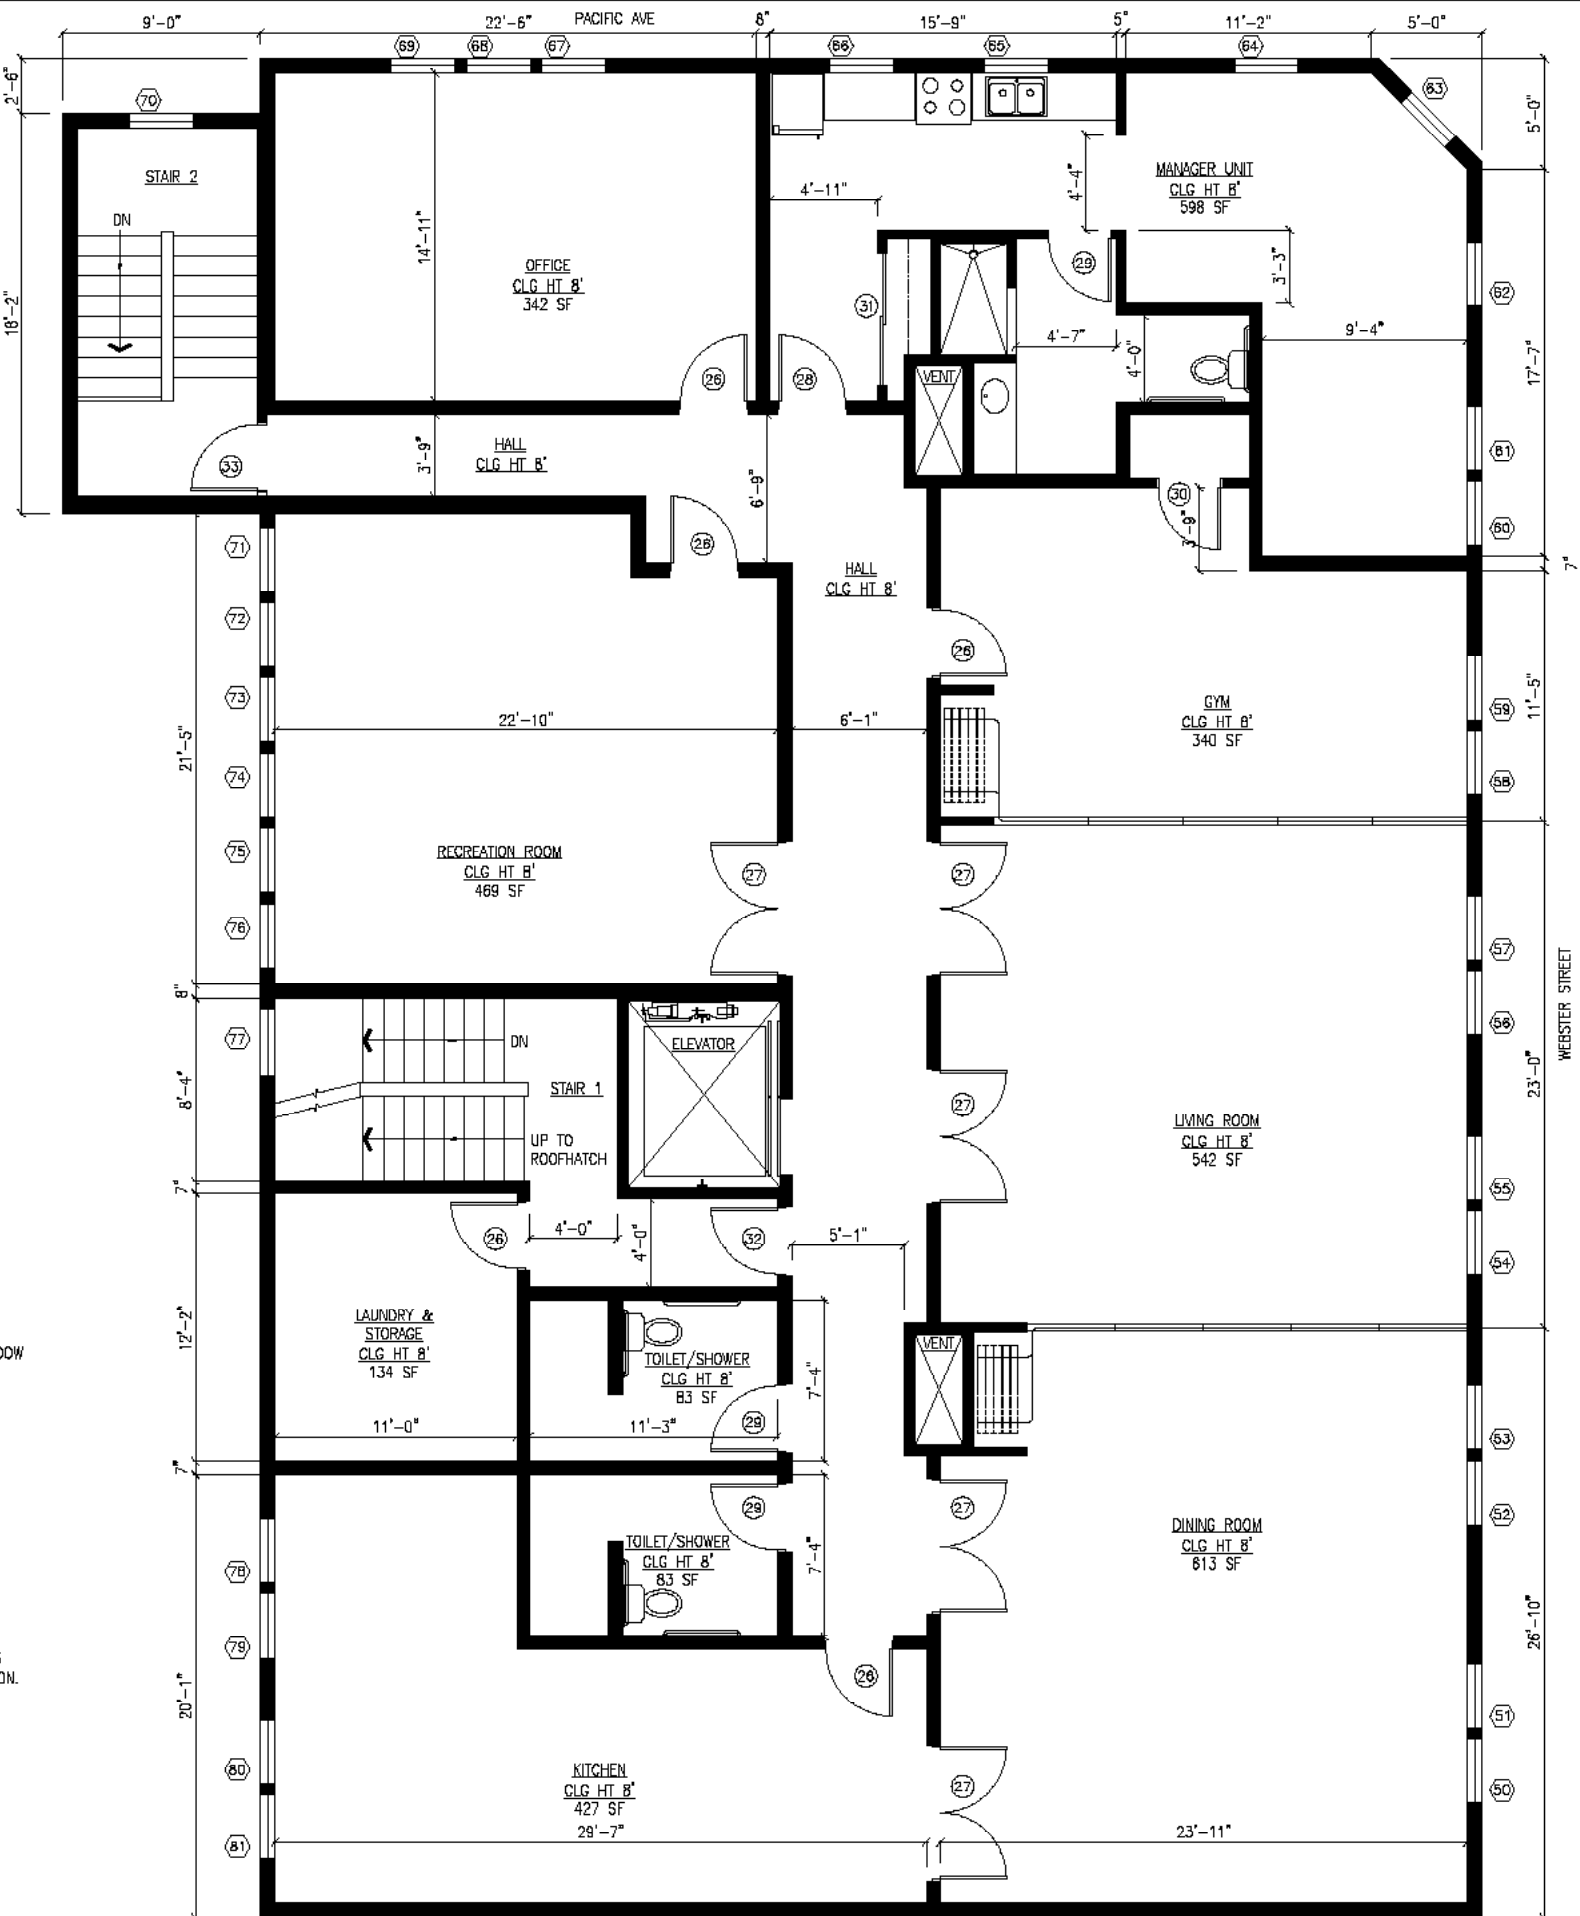 9'-0"
22'-6"
PACIFIC AVE
8"
15'-9"
5"
11'-2"
5'-0"
69
68
67
66
65
64
2'-6"
70
63
5'-0"
STAIR 2
DN
14'-11"
4'-11"
4'-4"
MANAGER UNIT
CLG HT 8'
598 SF
18'-2"
OFFICE
CLG HT 8'
342 SF
29
3'-3"
62
31
4'-7"
4'-0"
9'-4"
17'-7"
26
28
VENT
33
3'-9"
HALL
CLG HT 8'
6'-9"
30
3'-9"
61
60
71
26
HALL
CLG HT 8'
7"
72
26
73
22'-10"
6'-1"
GYM
CLG HT 8'
340 SF
59
11'-5"
21'-5"
74
58
75
RECREATION ROOM
CLG HT 8'
469 SF
27
27
76
57
WEBSTER STREET
8"
77
DN
ELEVATOR
56
8'-4"
STAIR 1
27
23'-0"
UP TO
ROOFHATCH
LIVING ROOM
CLG HT 8'
542 SF
7"
55
26
4'-0"
4'-0"
32
5'-1"
54
12'-2"
LAUNDRY &
STORAGE
CLG HT 8'
134 SF
DOW
TOILET/SHOWER
CLG HT 8'
83 SF
7'-4"
VENT
11'-0"
11'-3"
29
53
7"
29
27
52
TOILET/SHOWER
CLG HT 8'
83 SF
7'-4"
DINING ROOM
CLG HT 8'
613 SF
78
79
26'-10"
ON.
20'-1"
26
51
80
KITCHEN
CLG HT 8'
427 SF
27
50
81
29'-7"
23'-11"